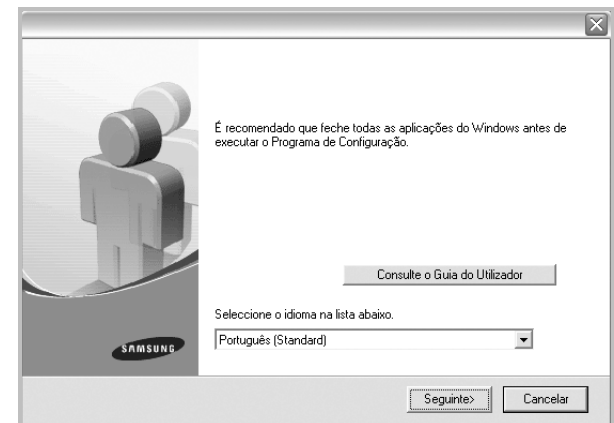 É recomendado que feche todas as aplicações do Windows antes de
executar o Programa de Configuração.
Consulte o Guia do Utilizador
Seleccione o idioma na lista abaixo.
Português (Standard)
SAMSUNG
Seguinte>
Cancelar